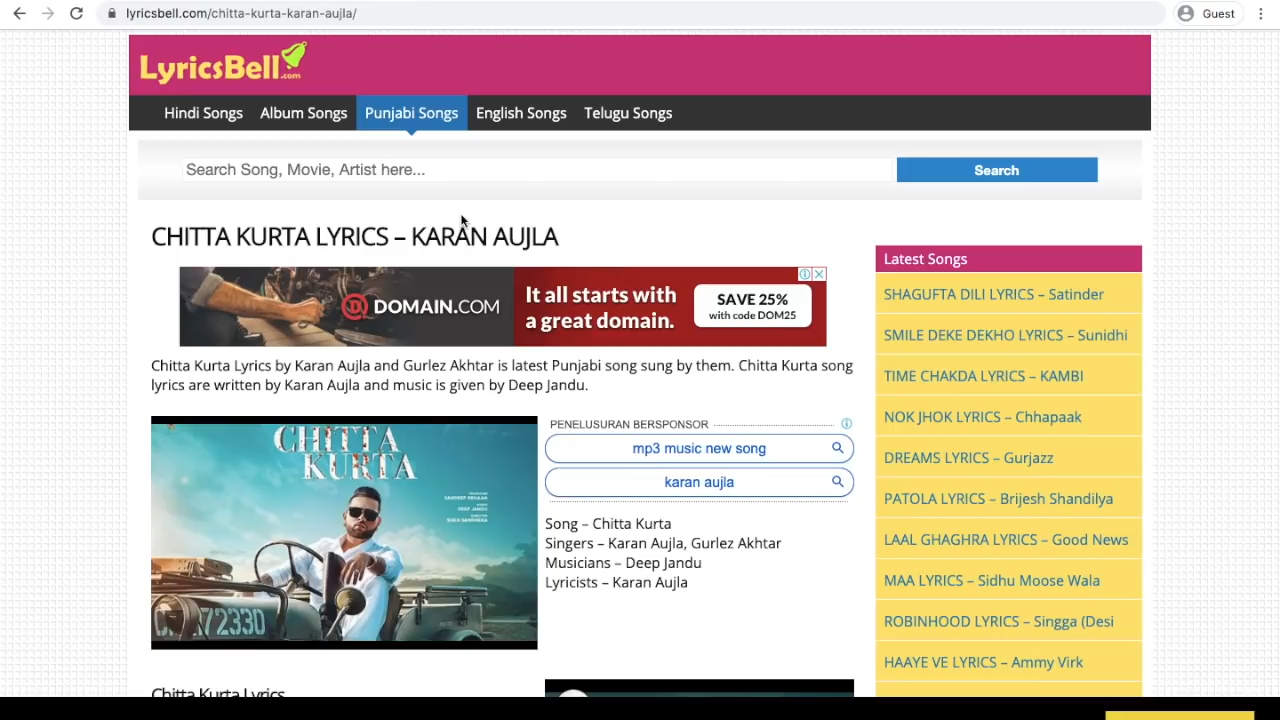 lyricsbell.com/chitta-kurta-karan-aujla/
Guest
LyricsBell.com
Hindi Songs Album Songs Punjabi Songs English Songs Telugu Songs
Search Song, Movie, Artist here...
Search
CHITTA KURTA LYRICS – KARAN AUJLA
DOMAIN.COM
It all starts with
a great domain.
SAVE 25%
with code DOM25
Chitta Kurta Lyrics by Karan Aujla and Gurlez Akhtar is latest Punjabi song sung by them. Chitta Kurta song
lyrics are written by Karan Aujla and music is given by Deep Jandu.
CHITTA
KURTA
DEEP JANDU
72330
PENELUSURAN BERSPONSOR
mp3 music new song
karan aujla
Song – Chitta Kurta
Singers – Karan Aujla, Gurlez Akhtar
Musicians – Deep Jandu
Lyricists – Karan Aujla
Chitta Kurta Lyrics
Latest Songs
SHAGUFTA DILI LYRICS – Satinder
SMILE DEKE DEKHO LYRICS – Sunidhi
TIME CHAKDA LYRICS – KAMBI
NOK JHOK LYRICS – Chhapaak
DREAMS LYRICS – Gurjazz
PATOLA LYRICS – Brijesh Shandilya
LAAL GHAGHRA LYRICS – Good News
MAA LYRICS – Sidhu Moose Wala
ROBINHOOD LYRICS – Singga (Desi
HAAYE VE LYRICS – Ammy Virk